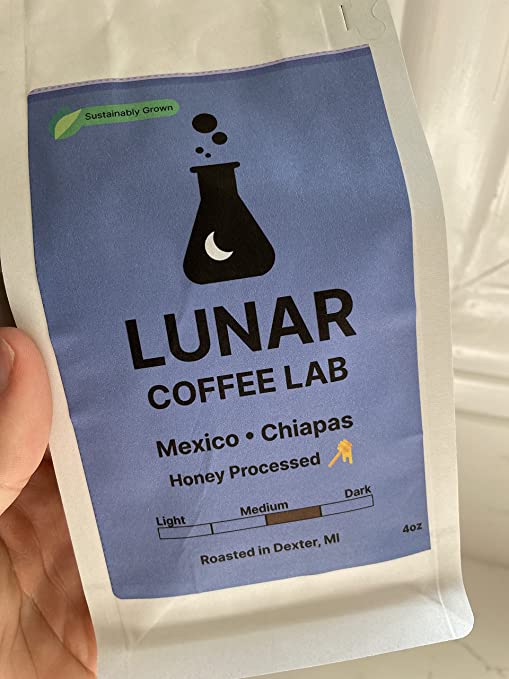 Sustainably Grown
LUNAR
COFFEE LAB
Mexico • Chiapas
Honey Processed
Light Medium Dark
Roasted in Dexter, MI
4oz